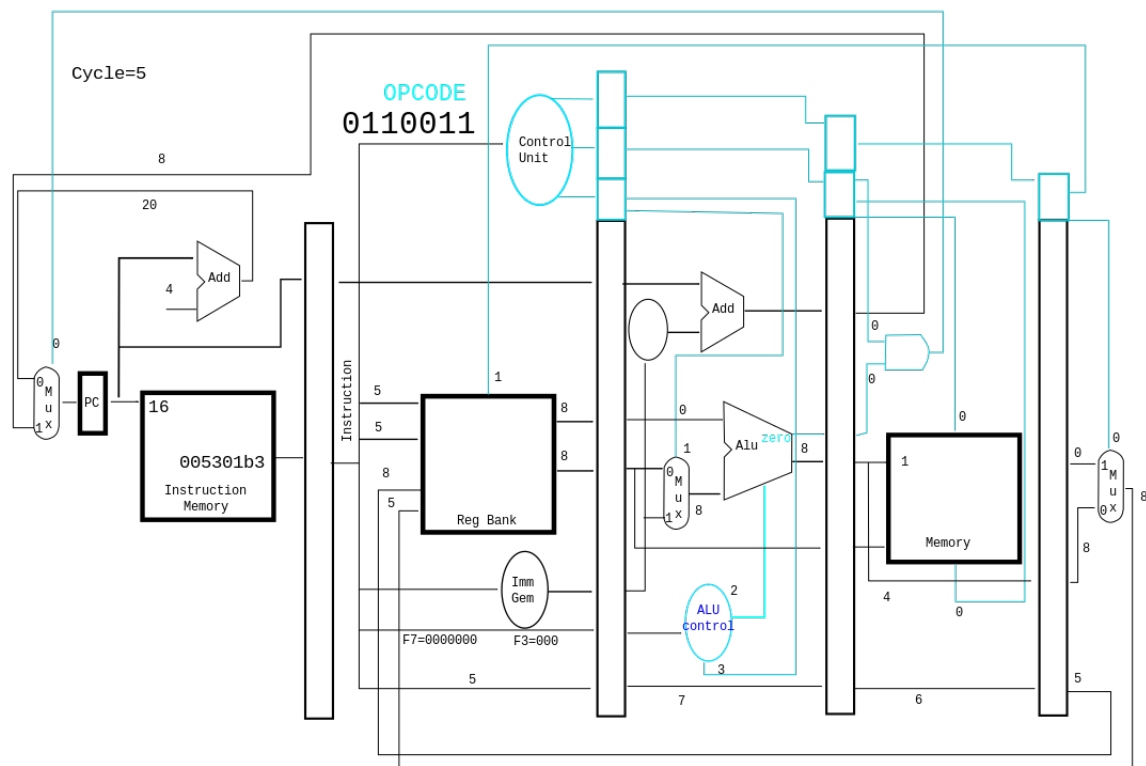 Cycle=5
OPCODE
0110011
Control
Unit
8
20
Add
4
0
0
M
u
x
1
PC
16
005301b3
Instruction
Memory
Instruction
5
5
8
5
1
8
8
Reg Bank
Imm
Gem
F7=0000000
F3=000
5
Add
0
1
0
M
u
x
1
8
Alu
zero
8
2
ALU
control
3
7
0
0
0
1
Memory
4
0
6
0
0
1
M
u
x
0
8
8
5